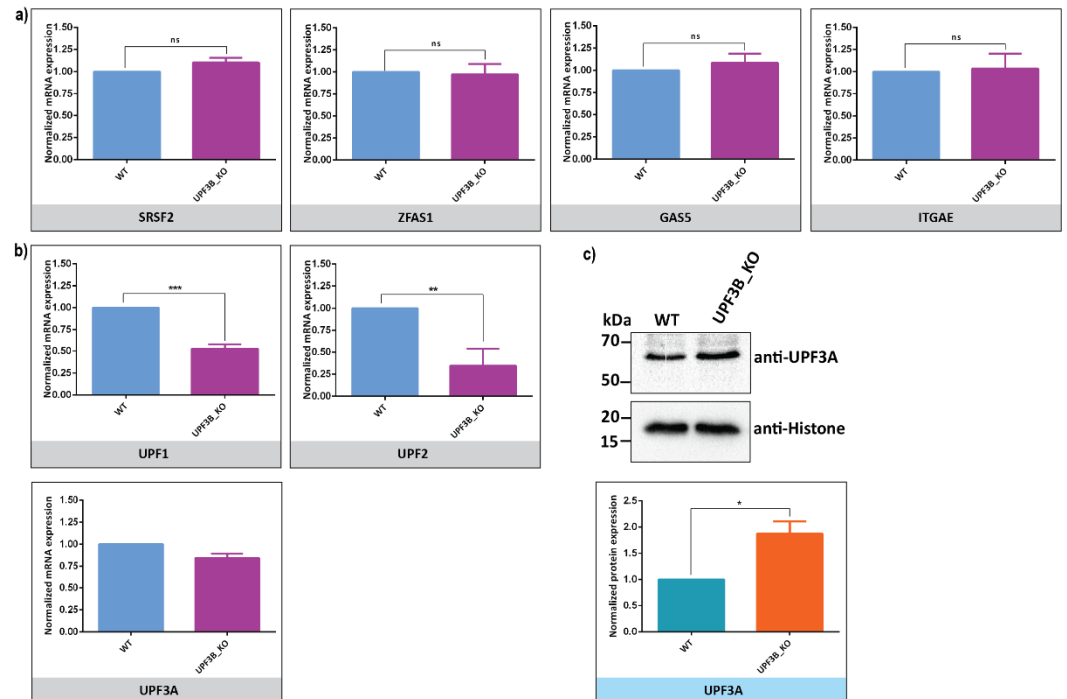 a)
Normalized mRNA expression
1.50
1.25
1.00
0.75
0.50
0.25
0.00
ns
WT
UPF3B_KO
SRSF2
Normalized mRNA expression
1.50
1.25
1.00
0.75
0.50
0.25
0.00
ns
WT
UPF3B_KO
ZFAS1
Normalized mRNA expression
1.50
1.25
1.00
0.75
0.50
0.25
0.00
ns
WT
UPF3B_KO
GAS5
Normalized mRNA expression
1.50
1.25
1.00
0.75
0.50
0.25
0.00
ns
WT
UPF3B_KO
ITGAE
b)
Normalized mRNA expression
1.50
1.25
1.00
0.75
0.50
0.25
0.00
***
WT
UPF3B_KO
UPF1
Normalized mRNA expression
1.50
1.25
1.00
0.75
0.50
0.25
0.00
**
WT
UPF3B_KO
UPF2
Normalized mRNA expression
1.50
1.25
1.00
0.75
0.50
0.25
0.00
WT
UPF3B_KO
UPF3A
c)
kDa
WT
UPF3B_KO
70
50
anti-UPF3A
20
15
anti-Histone
Normalized protein expression
2.5
2.0
1.5
1.0
0.5
0.0
*
WT
UPF3B_KO
UPF3A